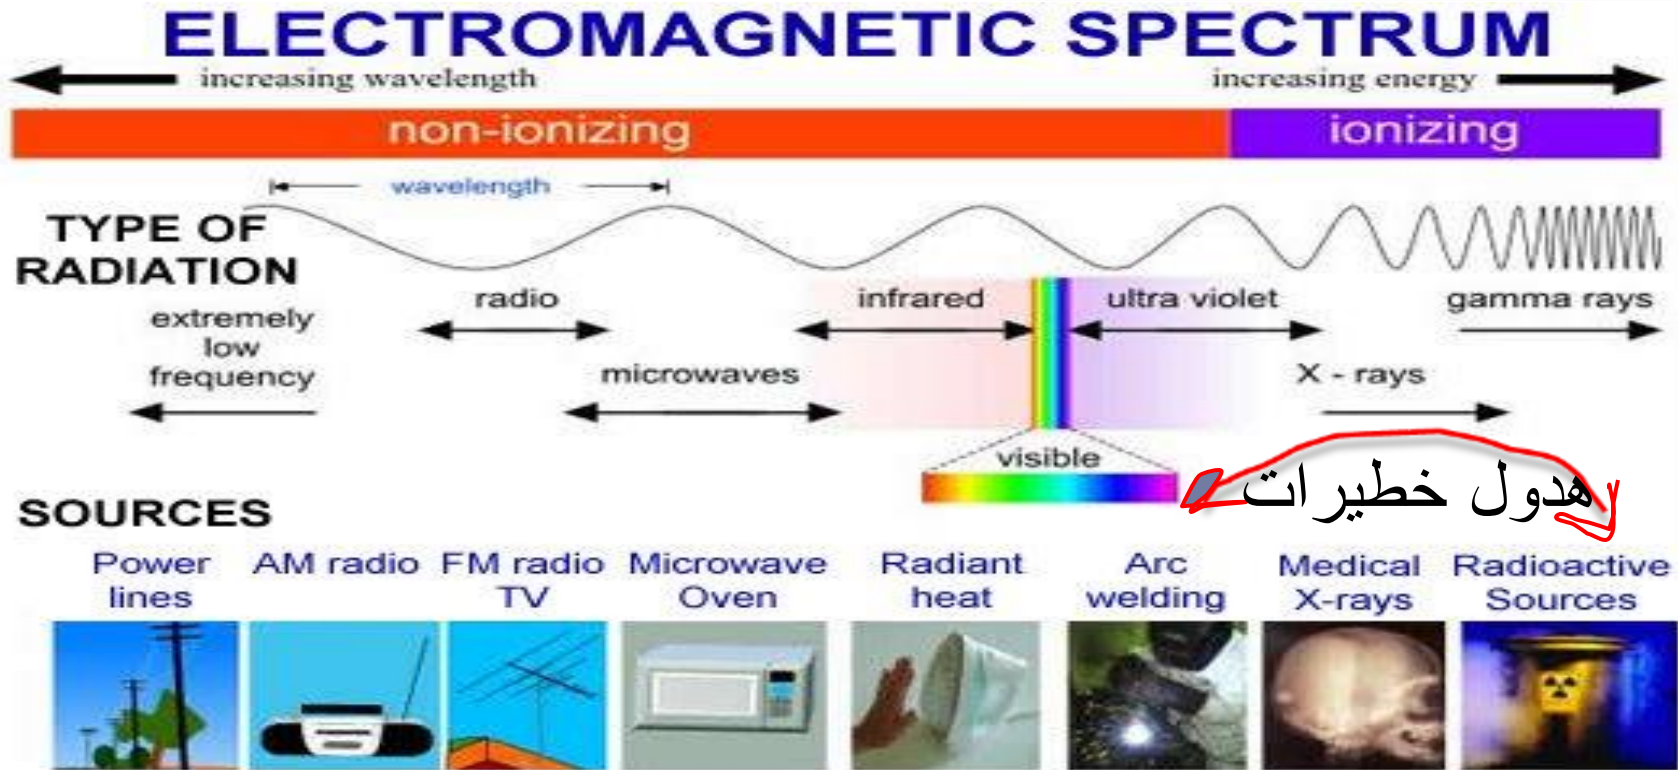 ELECTROMAGNETIC SPECTRUM
increasing wavelength
increasing energy
non-ionizing
ionizing
wavelength
TYPE OF
RADIATION
extremely
low
frequency
radio
microwaves
infrared
visible
ultra violet
X - rays
gamma rays
هدول خطيرات
SOURCES
Power
lines
AM radio
FM radio
TV
Microwave
Oven
Radiant
heat
Arc
welding
Medical
X-rays
Radioactive
Sources